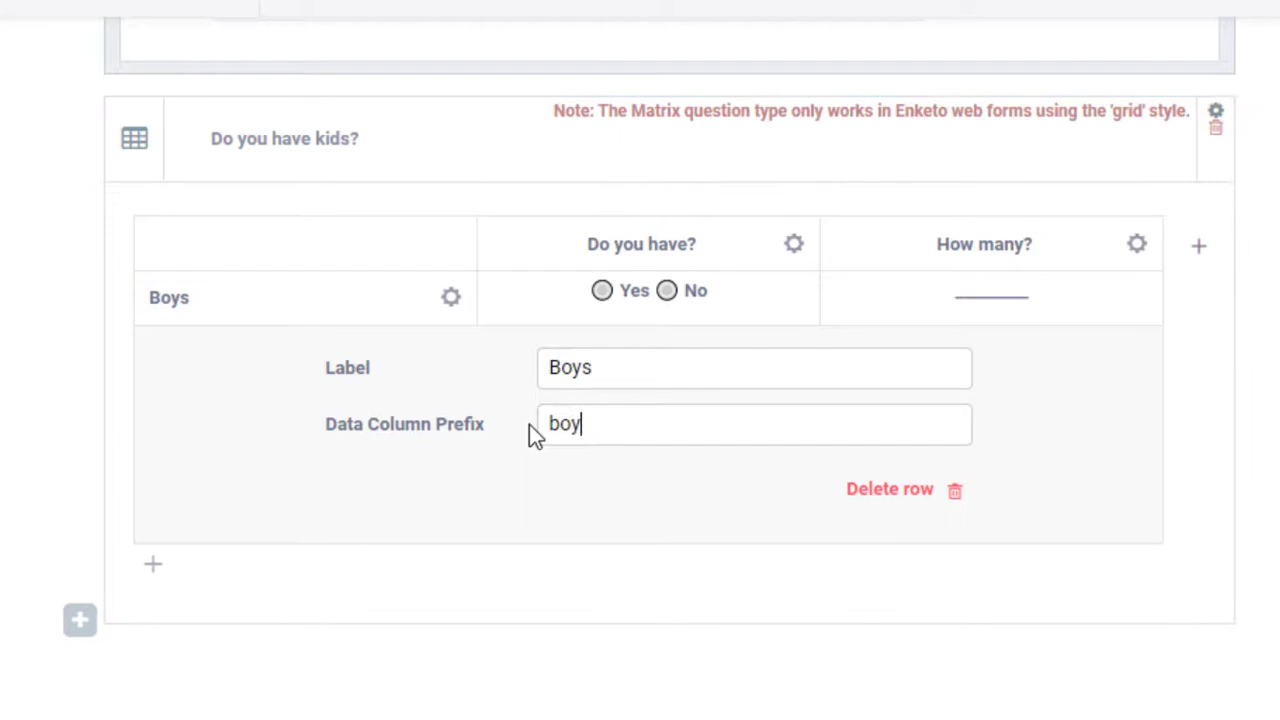 Note: The Matrix question type only works in Enketo web forms using the 'grid' style.
Do you have kids?
Do you have? How many?
Boys Yes No
Label Boys
Data Column Prefix boy
Delete row